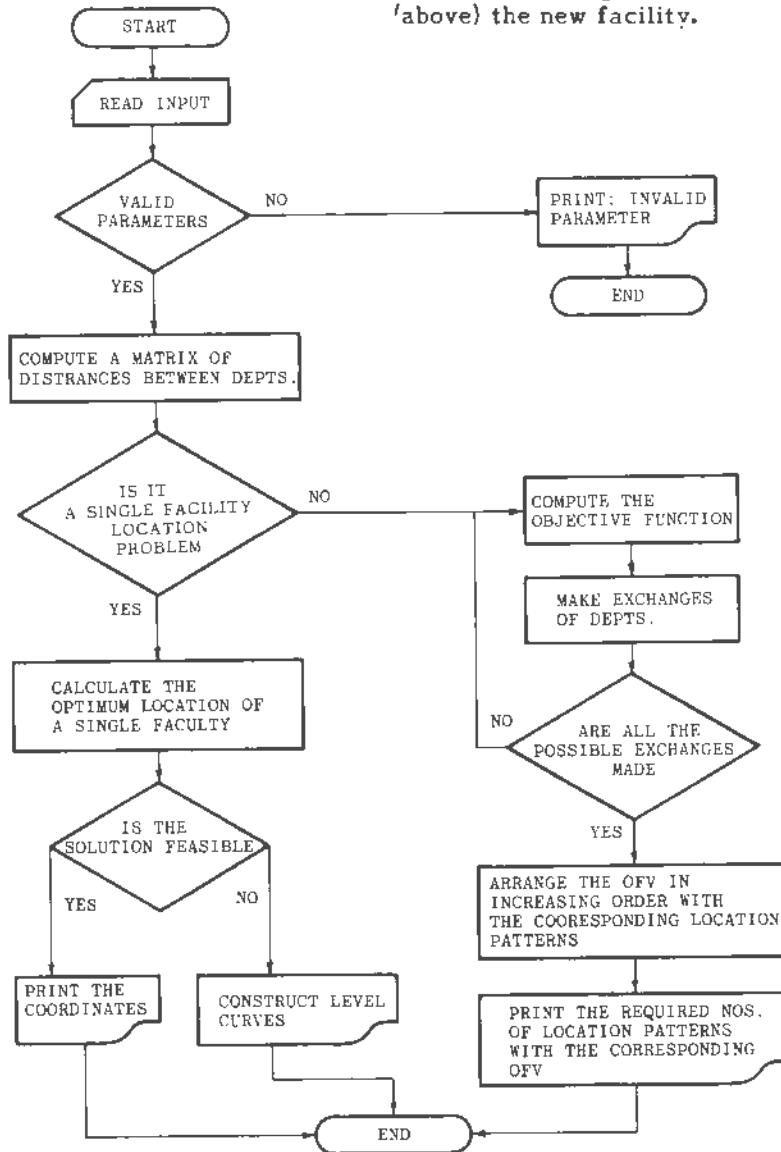 'above) the new facility.
START
READ INPUT
VALID
PARAMETERS
NO
PRINT: INVALID
PARAMETER
END
YES
COMPUTE A MATRIX OF
DISTRANCES BETWEEN DEPTS.
IS IT
A SINGLE FACILITY
LOCATION
PROBLEM
NO
COMPUTE THE
OBJECTIVE FUNCTION
MAKE EXCHANGES
OF DEPTS.
YES
CALCULATE THE
OPTIMUM LOCATION OF
A SINGLE FACULTY
NO
ARE ALL THE
POSSIBLE EXCHANGES
MADE
YES
IS THE
SOLUTION FEASIBLE
YES
NO
ARRANGE THE OFV IN
INCREASING ORDER WITH
THE COORESPONDING LOCATION
PATTERNS
PRINT THE
COORDINATES
CONSTRUCT LEVEL
CURVES
PRINT THE REQUIRED NOS.
OF LOCATION PATTERNS
WITH THE CORRESPONDING
OFV
END